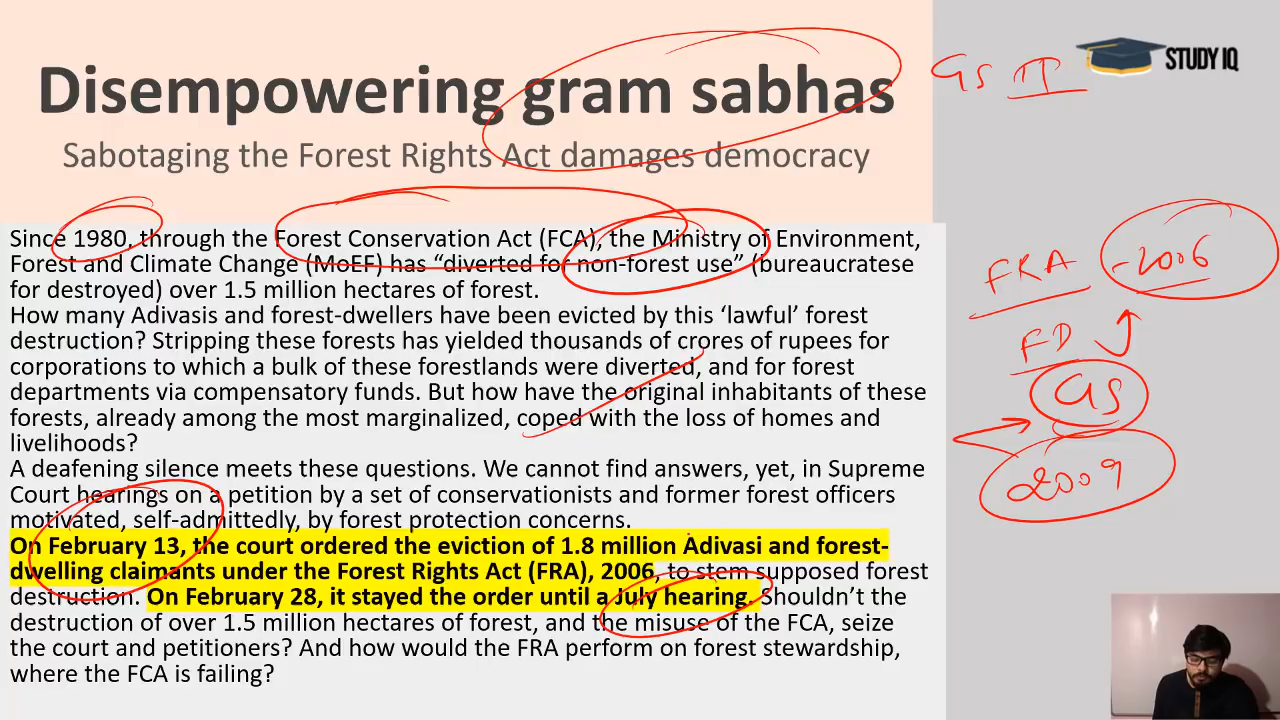 Disempowering gram sabhas
Sabotaging the Forest Rights Act damages democracy
GS II
STUDY IQ
Since 1980, through the Forest Conservation Act (FCA), the Ministry of Environment,
Forest and Climate Change (MoEF) has “diverted for non-forest use” (bureaucratese
for destroyed) over 1.5 million hectares of forest.
How many Adivasis and forest-dwellers have been evicted by this ‘lawful’ forest
destruction? Stripping these forests has yielded thousands of crores of rupees for
corporations to which a bulk of these forestlands were diverted, and for forest
departments via compensatory funds. But how have the original inhabitants of these
forests, already among the most marginalized, coped with the loss of homes and
livelihoods?
A deafening silence meets these questions. We cannot find answers, yet, in Supreme
Court hearings on a petition by a set of conservationists and former forest officers
motivated, self-admittedly, by forest protection concerns.
On February 13, the court ordered the eviction of 1.8 million Adivasi and forest-
dwelling claimants under the Forest Rights Act (FRA), 2006, to stem supposed forest
destruction. On February 28, it stayed the order until a July hearing. Shouldn’t the
destruction of over 1.5 million hectares of forest, and the misuse of the FCA, seize
the court and petitioners? And how would the FRA perform on forest stewardship,
where the FCA is failing?
FRA - 2006
FD
GS
2009